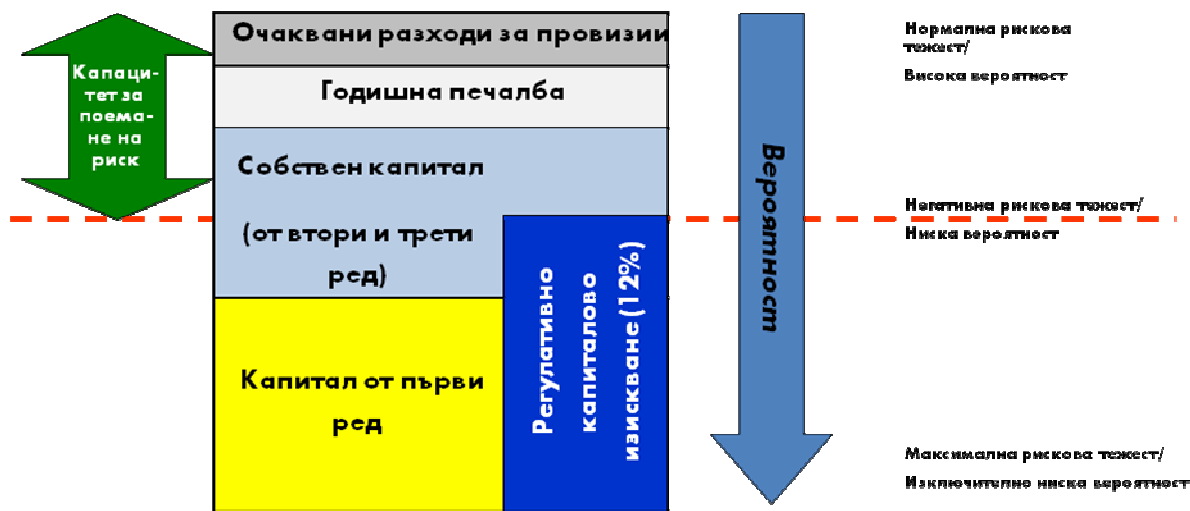 Очаквани разходи за провизии
Годишна печалба
Собствен капитал
(от втори и трети
ред)
Капитал от първи
ред
Регулативно
капиталово
изискване (12%)
Капаци-
тет за
поема-
не на
риск
Вероятност
Нормална рискова
тежест/
Висока вероятност
Негативна рискова тежест/
Ниска вероятност
Максимална рискова тежест/
Изключително ниска вероятност